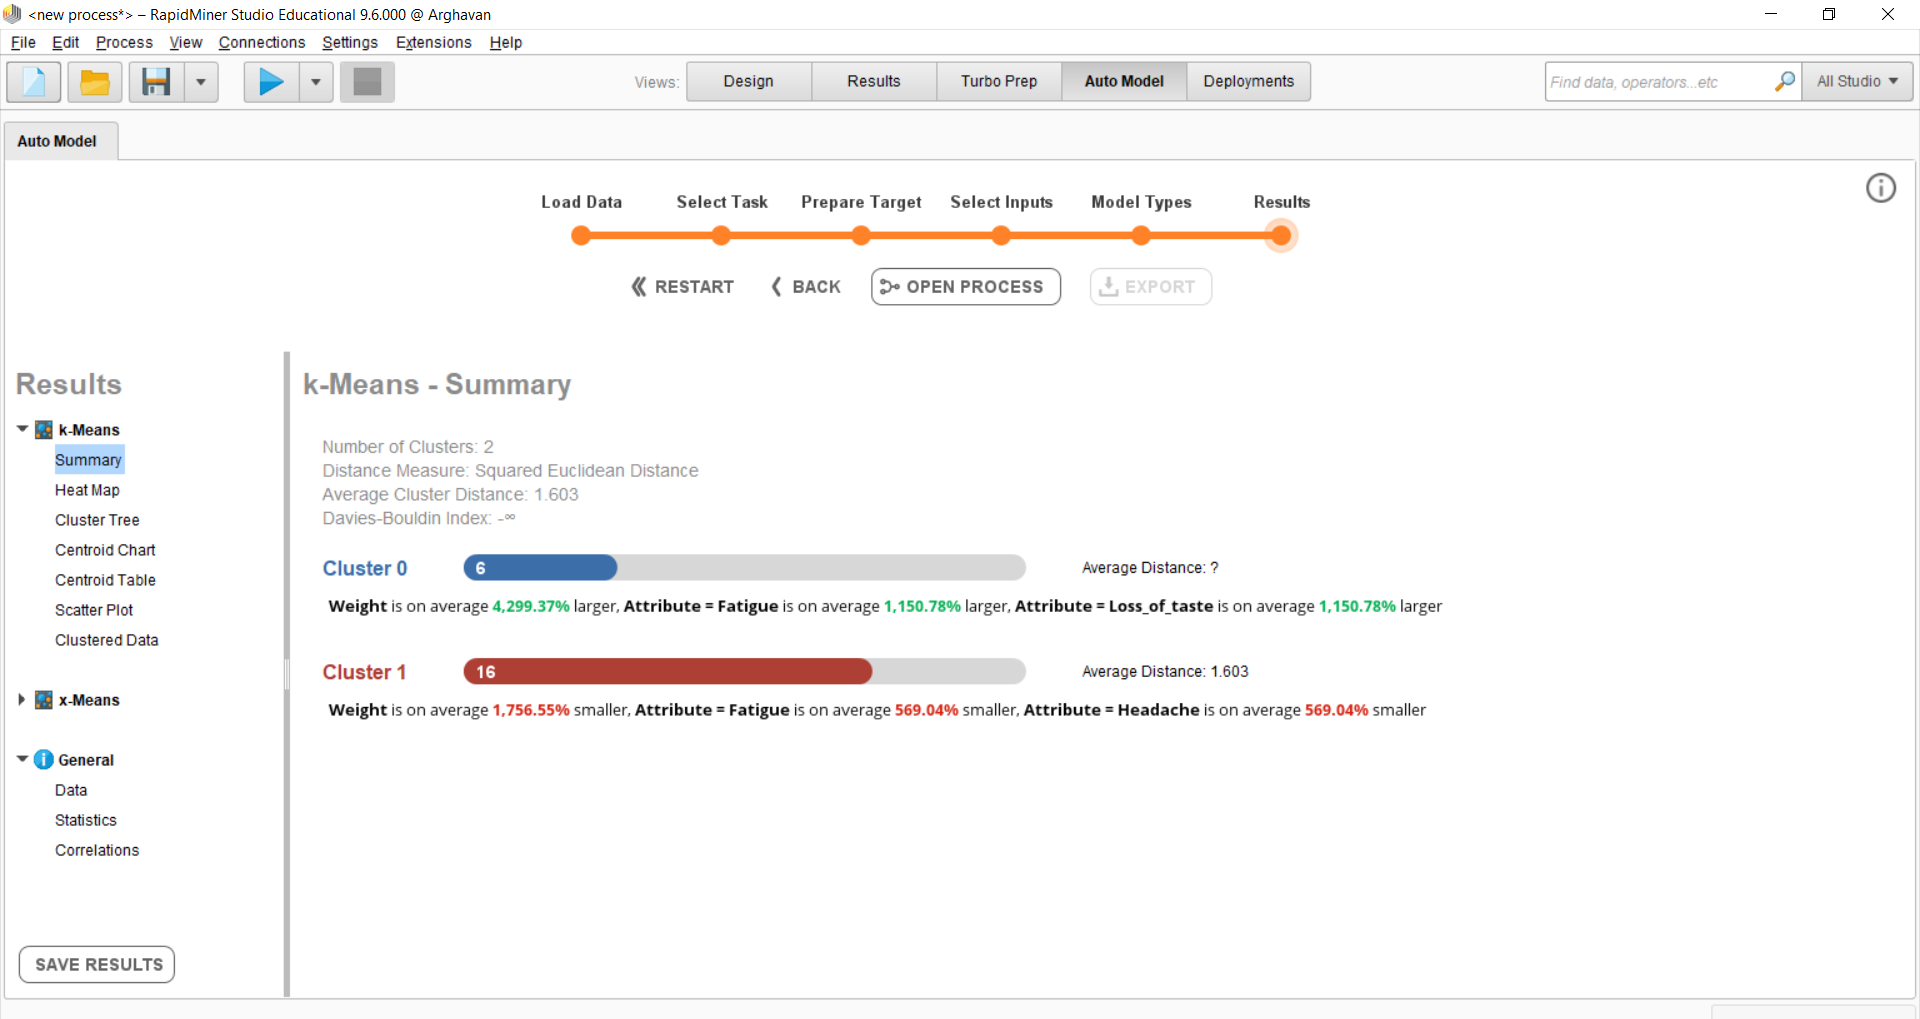 <new process*> – RapidMiner Studio Educational 9.6.000 @ Arghavan
File Edit Process View Connections Settings Extensions Help
Views: Design Results Turbo Prep Auto Model Deployments Find data, operators...etc All Studio
Auto Model
Load Data Select Task Prepare Target Select Inputs Model Types Results
RESTART BACK OPEN PROCESS EXPORT
Results
k-Means
Summary
Heat Map
Cluster Tree
Centroid Chart
Centroid Table
Scatter Plot
Clustered Data
x-Means
General
Data
Statistics
Correlations
SAVE RESULTS
k-Means - Summary
Number of Clusters: 2
Distance Measure: Squared Euclidean Distance
Average Cluster Distance: 1.603
Davies-Bouldin Index: -∞
Cluster 0 6 Average Distance: ?
Weight is on average 4,299.37% larger, Attribute = Fatigue is on average 1,150.78% larger, Attribute = Loss_of_taste is on average 1,150.78% larger
Cluster 1 16 Average Distance: 1.603
Weight is on average 1,756.55% smaller, Attribute = Fatigue is on average 569.04% smaller, Attribute = Headache is on average 569.04% smaller